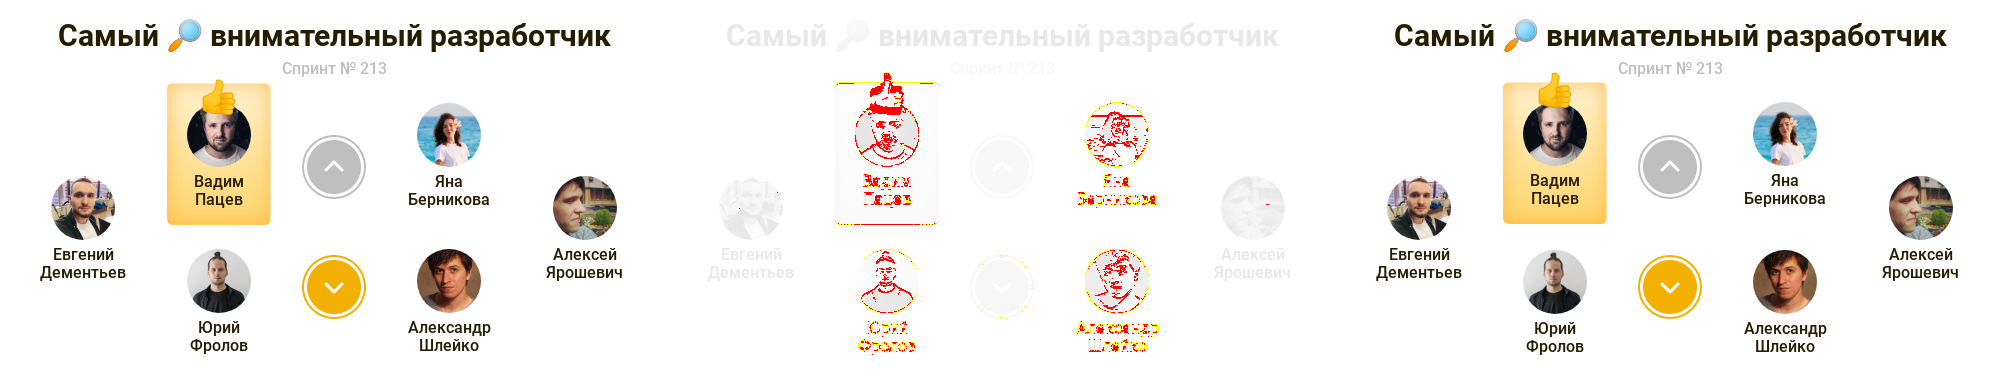 Самый 🔎 внимательный разработчик
Спринт № 213
Вадим
Пацев
Яна
Берникова
Евгений
Дементьев
Алексей
Ярошевич
Юрий
Фролов
Александр
Шлейко
Самый 🔎 внимательный разработчик
Спринт № 213
Вадим
Пацев
Яна
Берникова
Евгений
Дементьев
Алексей
Ярошевич
Юрий
Фролов
Александр
Шлейко
Самый 🔎 внимательный разработчик
Спринт № 213
Вадим
Пацев
Яна
Берникова
Евгений
Дементьев
Алексей
Ярошевич
Юрий
Фролов
Александр
Шлейко